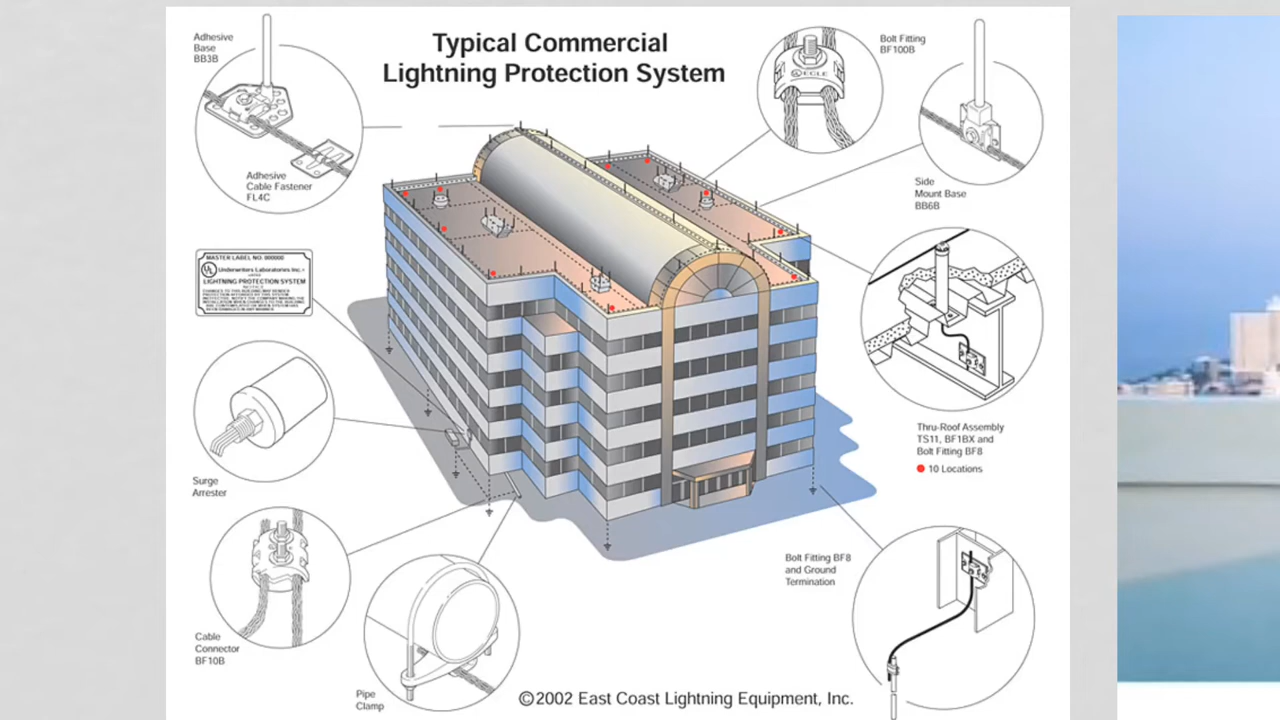 Typical Commercial
Lightning Protection System
Adhesive
Base
BB3B
Adhesive
Cable Fastener
FL4C
Bolt Fitting
BF100B
EGLE
Side
Mount Base
BB6B
MASTER LABEL NO. 000000
UL
Underwriters Laboratories Inc.
LIGHTNING PROTECTION SYSTEM
Thru-Roof Assembly
TS11, BF1BX and
Bolt Fitting BF8
10 Locations
Surge
Arrester
Cable
Connector
BF10B
Pipe
Clamp
Bolt Fitting BF8
and Ground
Termination
©2002 East Coast Lightning Equipment, Inc.